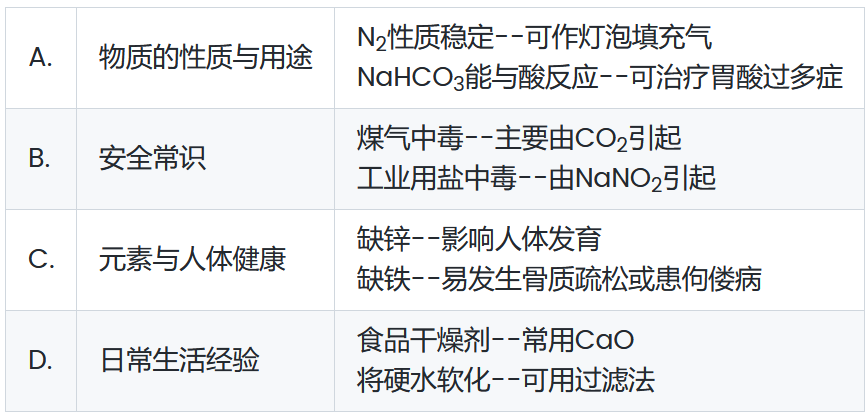 A. 物质的性质与用途 N₂性质稳定--可作灯泡填充气
NaHCO₃能与酸反应--可治疗胃酸过多症
B. 安全常识 煤气中毒--主要由CO₂引起
工业用盐中毒--由NaNO₂引起
C. 元素与人体健康 缺锌--影响人体发育
缺铁--易发生骨质疏松或患佝偻病
D. 日常生活经验 食品干燥剂--常用CaO
将硬水软化--可用过滤法